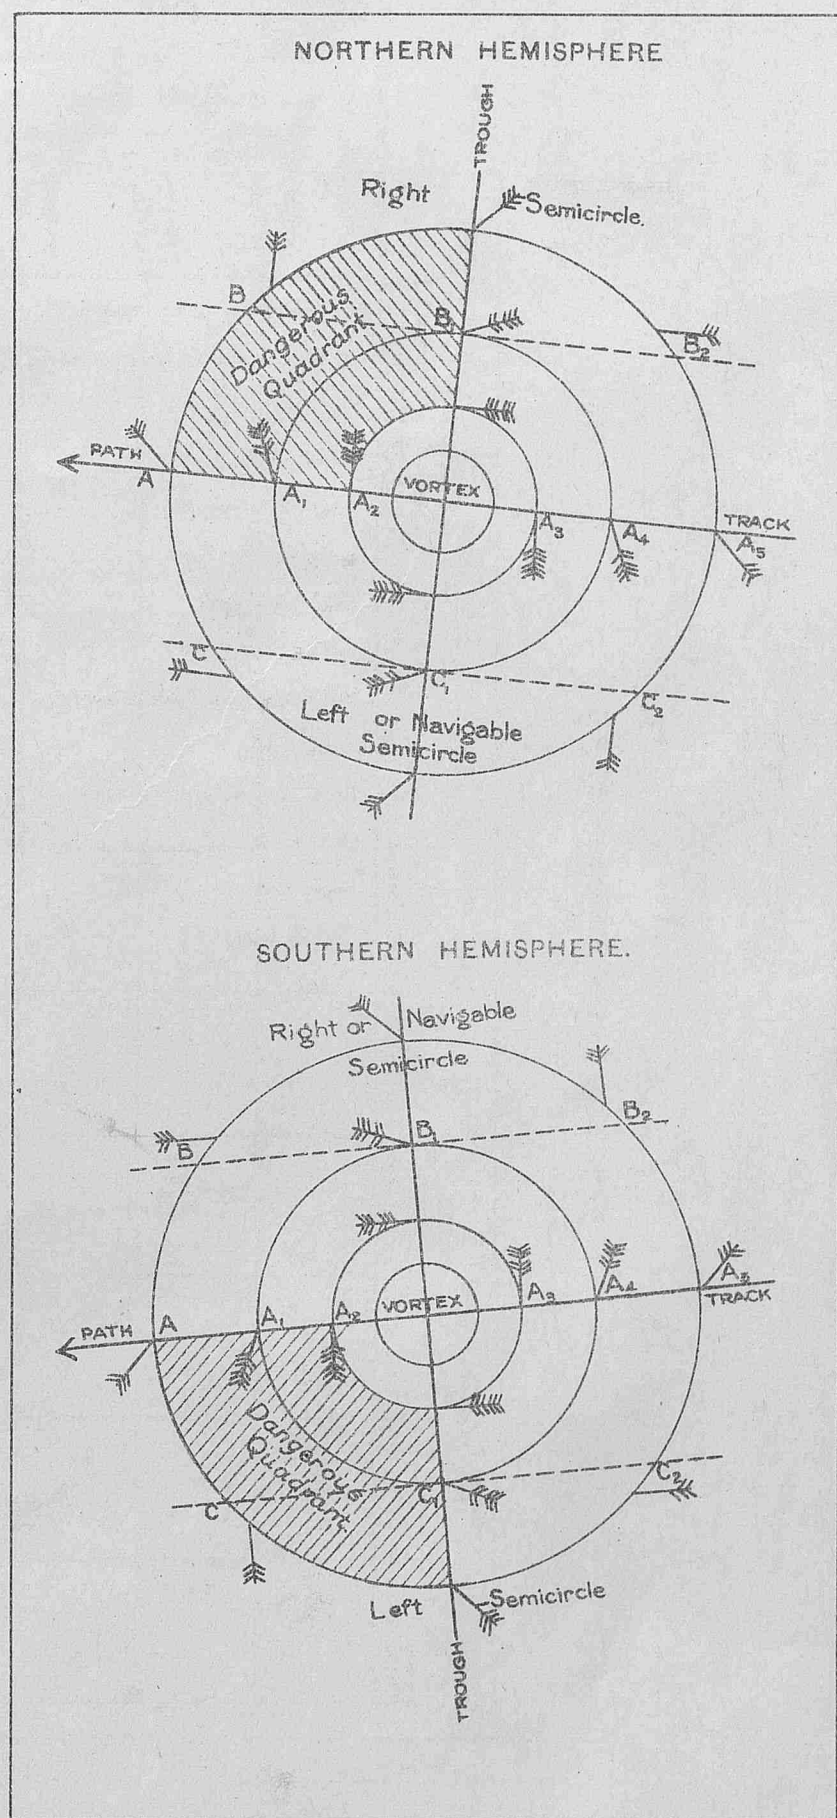 NORTHERN HEMISPHERE
TROUGH
Right
Semicircle.
B
Dangerous
Quadrant
B₁
B₂
PATH
A
A₁
A₂
VORTEX
A₃
A₄
TRACK
A₅
C
C₁
C₂
Left or Navigable
Semicircle
SOUTHERN HEMISPHERE.
Right or Navigable
Semicircle
B
B₁
B₂
PATH
A
A₁
A₂
VORTEX
A₃
A₄
A₅
TRACK
Dangerous
Quadrant
C
C₁
C₂
Left
Semicircle
TROUGH